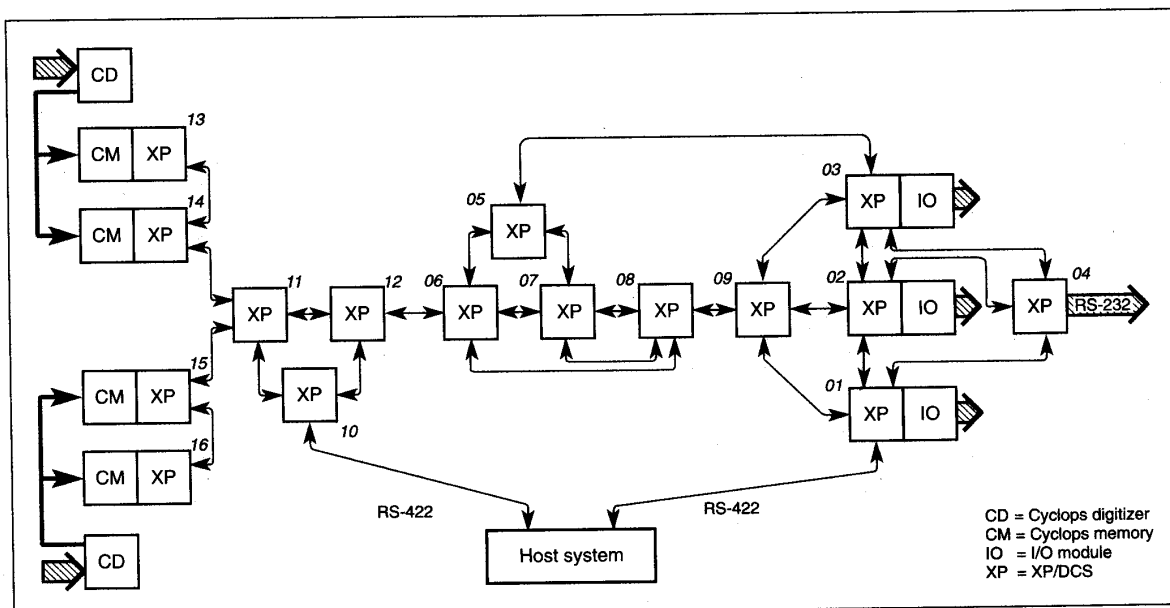 CD
13
CM XP
14
CM XP
05
XP
03
XP IO
11
XP
12
XP
06
XP
07
XP
08
XP
09
XP
02
XP IO
04
XP
RS-232
15
CM XP
16
CM XP
XP
10
01
XP IO
CD
RS-422
RS-422
Host system
CD = Cyclops digitizer
CM = Cyclops memory
IO = I/O module
XP = XP/DCS